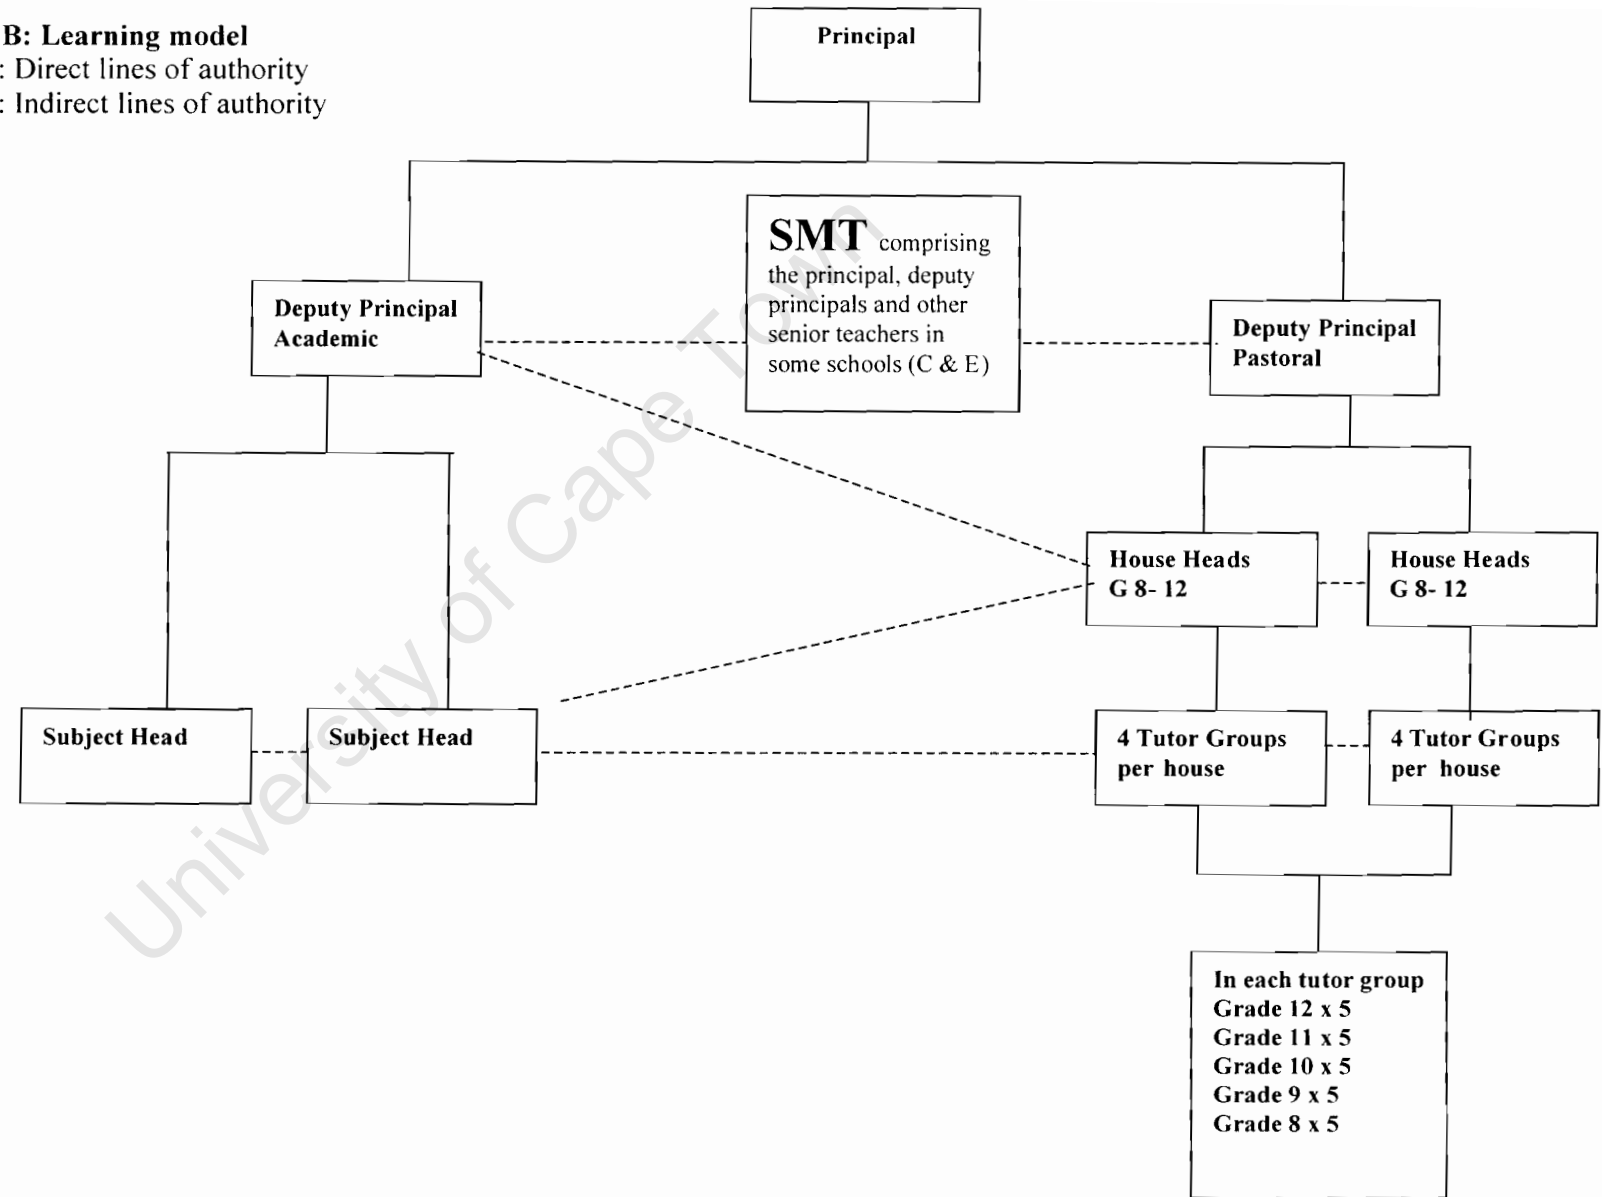 B: Learning model
: Direct lines of authority
: Indirect lines of authority
Principal
SMT comprising
the principal, deputy
principals and other
senior teachers in
some schools (C & E)
Deputy Principal
Academic
Deputy Principal
Pastoral
House Heads
G 8- 12
House Heads
G 8- 12
Subject Head
Subject Head
4 Tutor Groups
per house
4 Tutor Groups
per house
In each tutor group
Grade 12 x 5
Grade 11 x 5
Grade 10 x 5
Grade 9 x 5
Grade 8 x 5
University of Cape Town